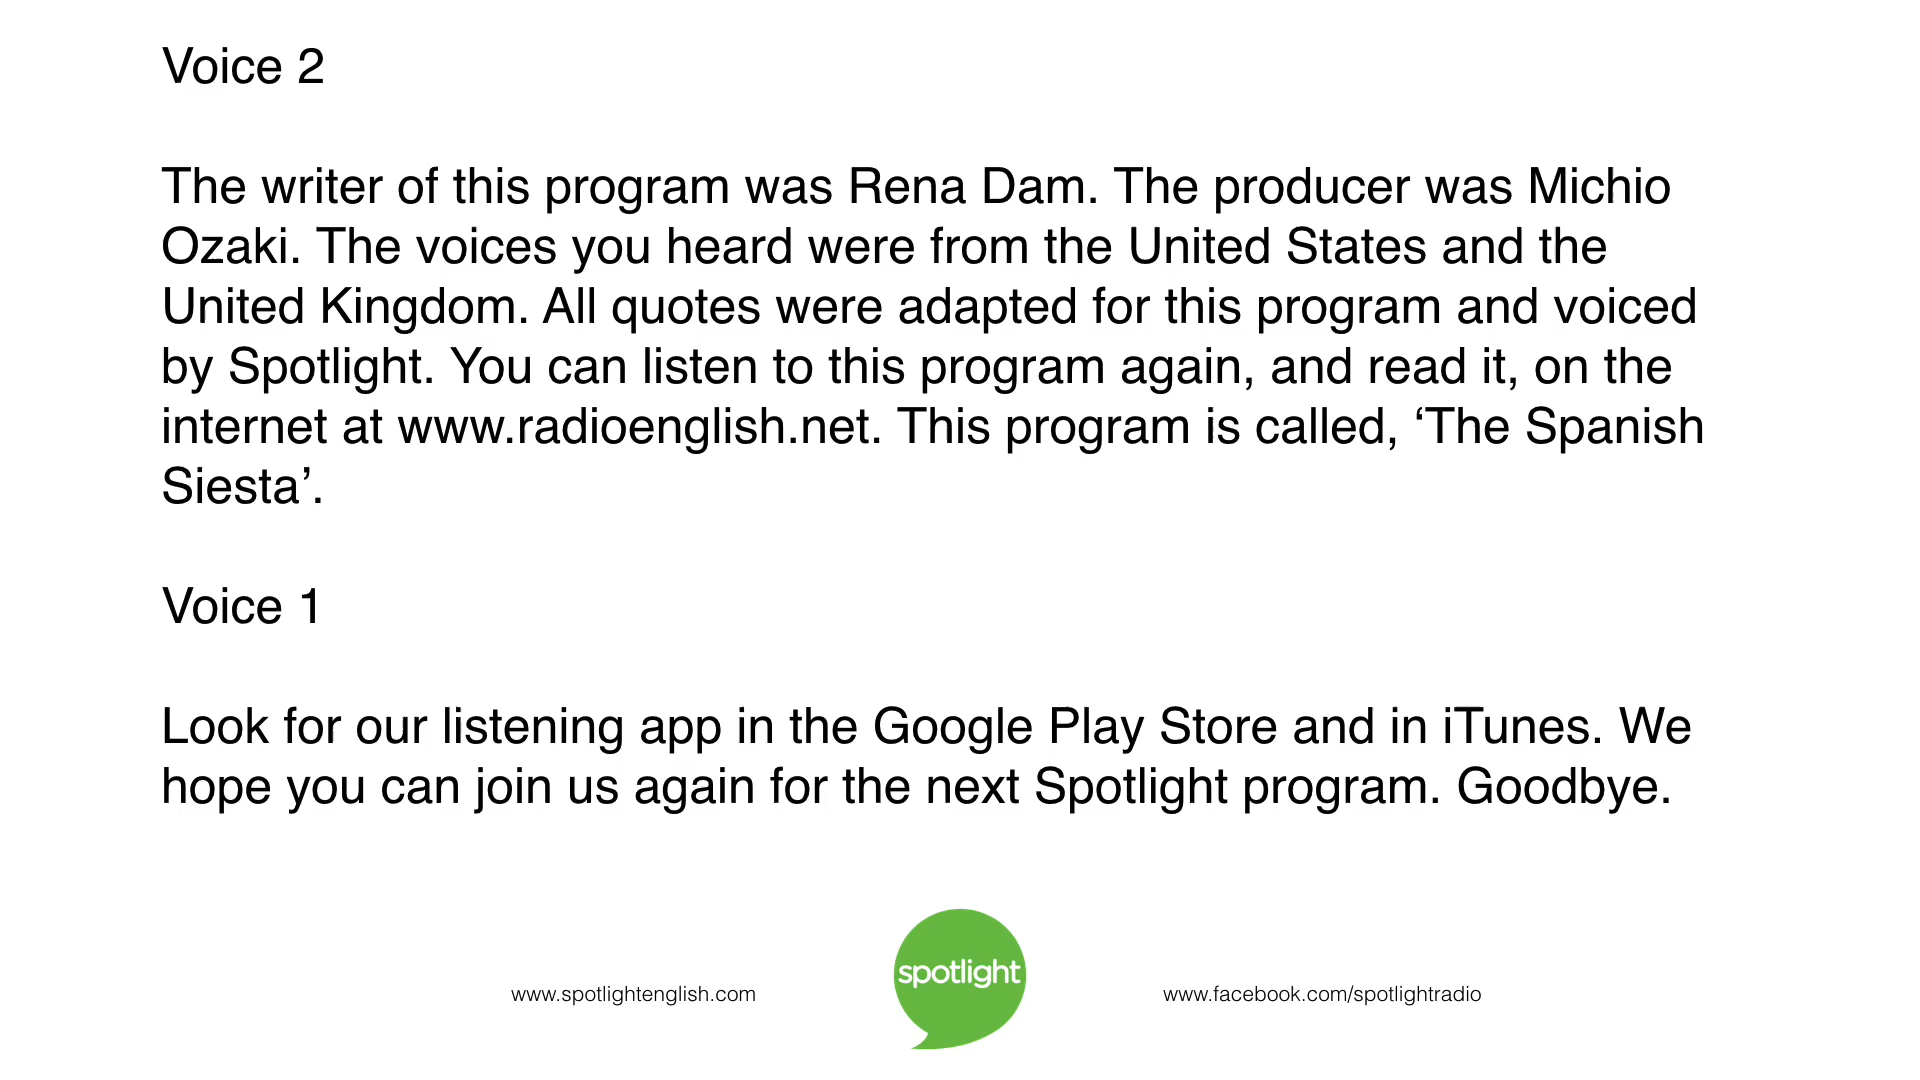 Voice 2
The writer of this program was Rena Dam. The producer was Michio
Ozaki. The voices you heard were from the United States and the
United Kingdom. All quotes were adapted for this program and voiced
by Spotlight. You can listen to this program again, and read it, on the
internet at www.radioenglish.net. This program is called, ‘The Spanish
Siesta’.
Voice 1
Look for our listening app in the Google Play Store and in iTunes. We
hope you can join us again for the next Spotlight program. Goodbye.
www.spotlightenglish.com
spotlight
www.facebook.com/spotlightradio